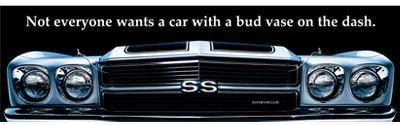 Not everyone wants a car with a bud vase on the dash.
SS
CHEVELLE